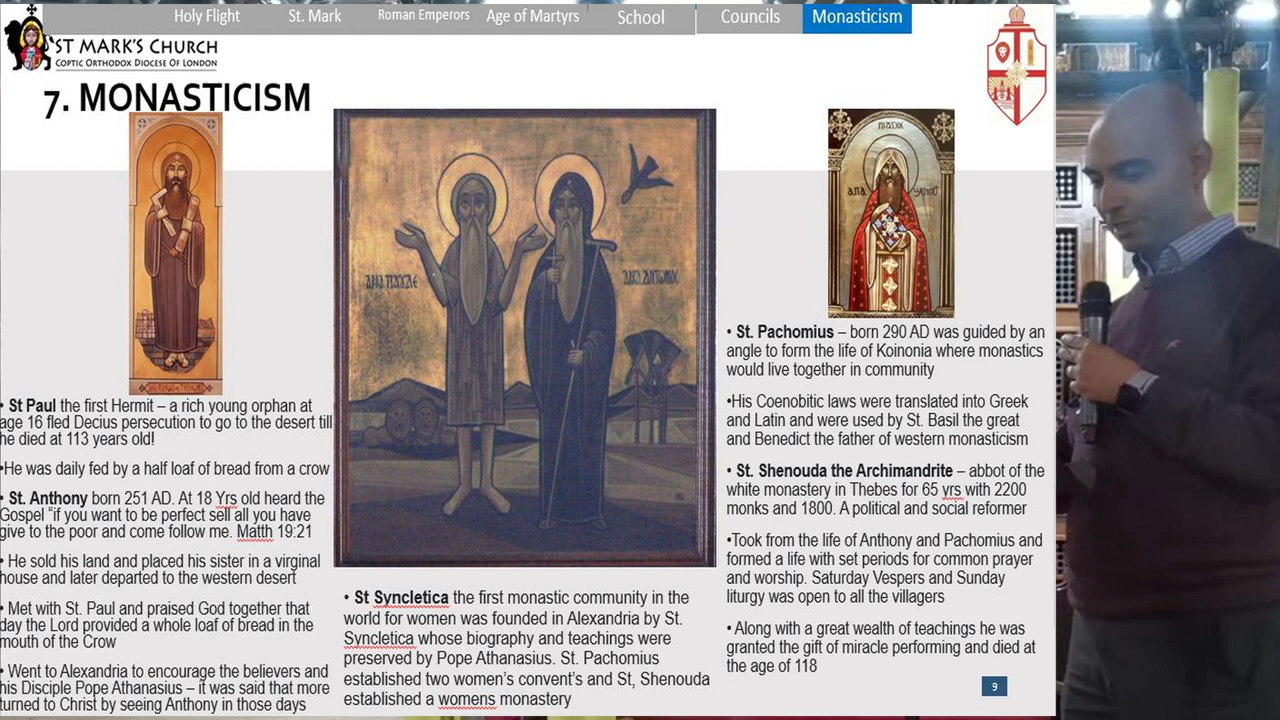 Holy Flight
St. Mark
Roman Emperors
Age of Martyrs
School
Councils
Monasticism
ST MARK'S CHURCH
COPTIC ORTHODOX DIOCESE OF LONDON
7. MONASTICISM
• St Paul the first Hermit – a rich young orphan at
age 16 fled Decius persecution to go to the desert till
he died at 113 years old!
•He was daily fed by a half loaf of bread from a crow
• St. Anthony born 251 AD. At 18 Yrs old heard the
Gospel “if you want to be perfect sell all you have
give to the poor and come follow me. Matth 19:21
• He sold his land and placed his sister in a virginal
house and later departed to the western desert
• Met with St. Paul and praised God together that
day the Lord provided a whole loaf of bread in the
mouth of the Crow
• Went to Alexandria to encourage the believers and
his Disciple Pope Athanasius – it was said that more
turned to Christ by seeing Anthony in those days
• St Syncletica the first monastic community in the
world for women was founded in Alexandria by St.
Syncletica whose biography and teachings were
preserved by Pope Athanasius. St. Pachomius
established two women’s convent’s and St, Shenouda
established a womens monastery
• St. Pachomius – born 290 AD was guided by an
angle to form the life of Koinonia where monastics
would live together in community
•His Coenobitic laws were translated into Greek
and Latin and were used by St. Basil the great
and Benedict the father of western monasticism
• St. Shenouda the Archimandrite – abbot of the
white monastery in Thebes for 65 yrs with 2200
monks and 1800. A political and social reformer
•Took from the life of Anthony and Pachomius and
formed a life with set periods for common prayer
and worship. Saturday Vespers and Sunday
liturgy was open to all the villagers
• Along with a great wealth of teachings he was
granted the gift of miracle performing and died at
the age of 118
9